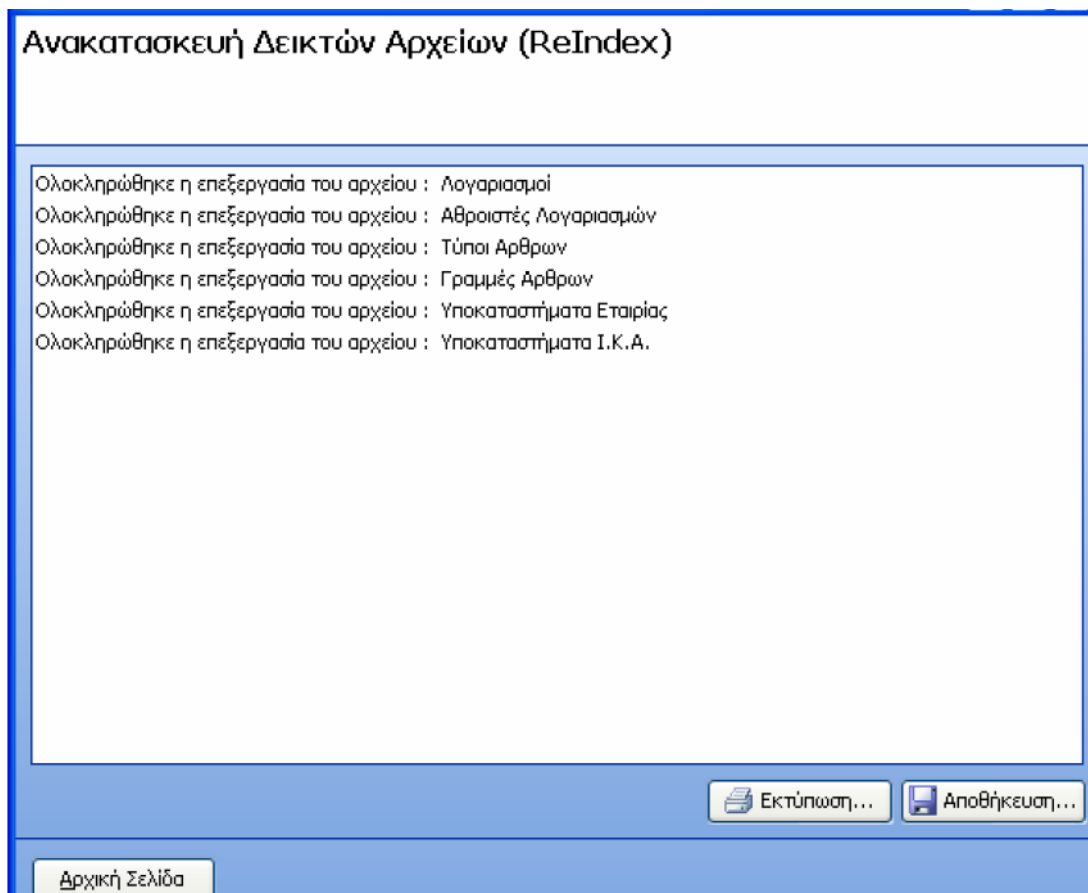 Ανακατασκευή Δεικτών Αρχείων (ReIndex)
Ολοκληρώθηκε η επεξεργασία του αρχείου : Λογαριασμοί
Ολοκληρώθηκε η επεξεργασία του αρχείου : Αθροιστές Λογαριασμών
Ολοκληρώθηκε η επεξεργασία του αρχείου : Τύποι Αρθρων
Ολοκληρώθηκε η επεξεργασία του αρχείου : Γραμμές Αρθρων
Ολοκληρώθηκε η επεξεργασία του αρχείου : Υποκαταστήματα Εταιρίας
Ολοκληρώθηκε η επεξεργασία του αρχείου : Υποκαταστήματα Ι.Κ.Α.
Εκτύπωση... Αποθήκευση...
Αρχική Σελίδα